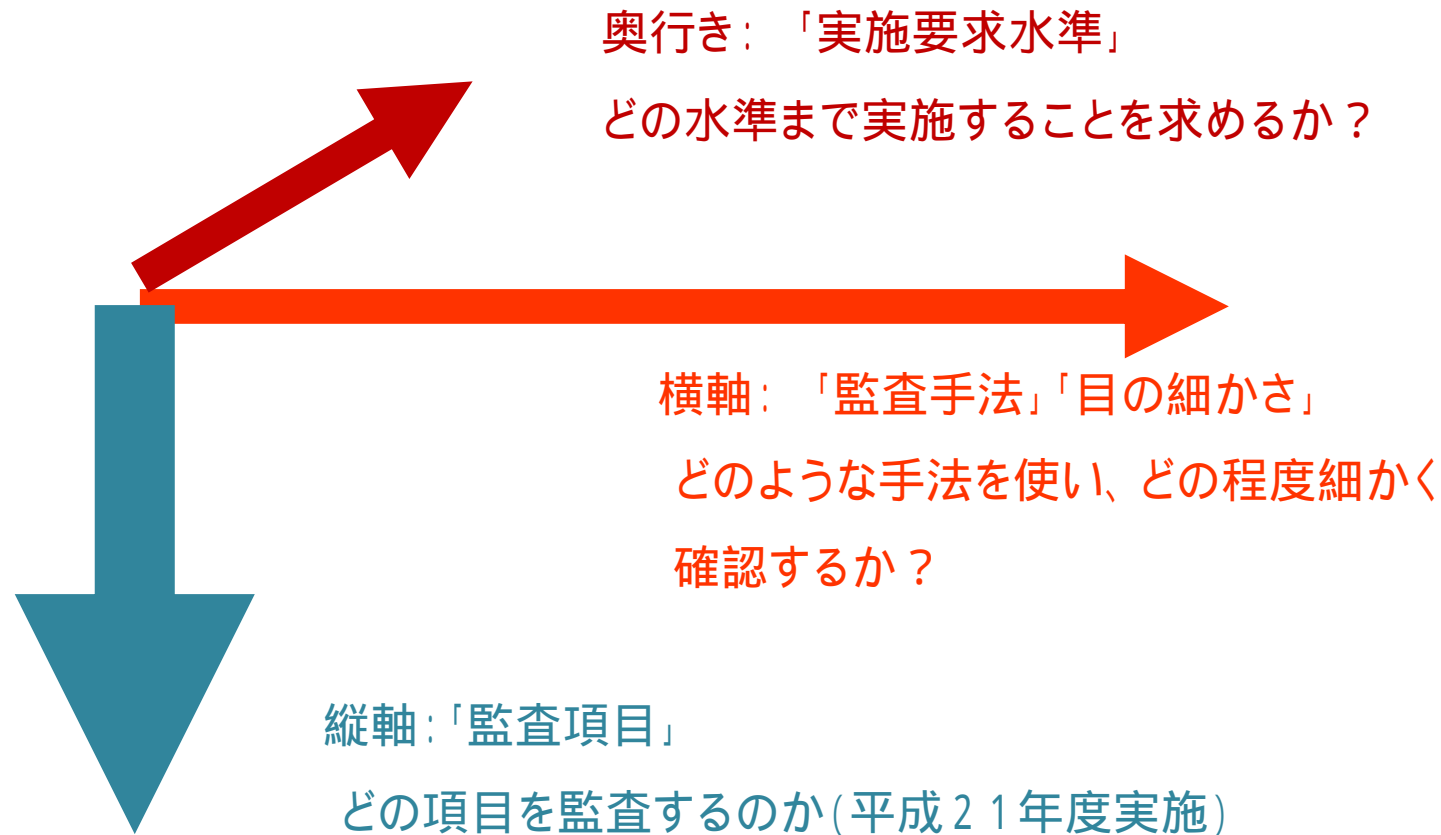 奥行き：「実施要求水準」
どの水準まで実施することを求めるか？
横軸：「監査手法」「目の細かさ」
どのような手法を使い、どの程度細かく
確認するか？
縦軸：「監査項目」
どの項目を監査するのか(平成２１年度実施)